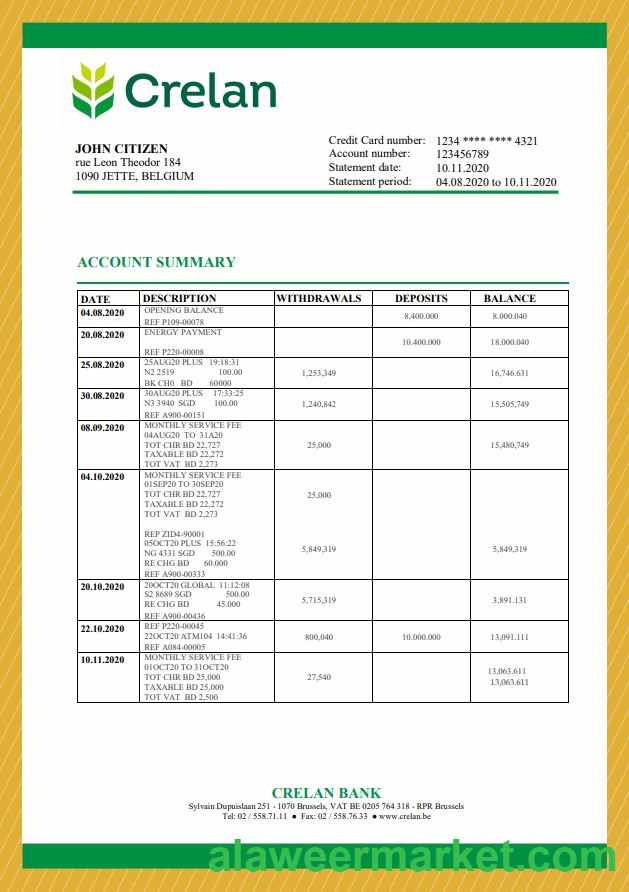 Crelan
JOHN CITIZEN
rue Leon Theodor 184
1090 JETTE, BELGIUM
Credit Card number: 1234 **** **** 4321
Account number: 123456789
Statement date: 10.11.2020
Statement period: 04.08.2020 to 10.11.2020
ACCOUNT SUMMARY
DATE DESCRIPTION WITHDRAWALS DEPOSITS BALANCE
04.08.2020 OPENING BALANCE
8,400.000 8.000.040
REF P109-00078
20.08.2020 ENERGY PAYMENT
10.400.000 18.000.040
REF P220-00008
25.08.2020 25AUG20 PLUS 19:18:31
N2 2519 100.00 1,253,349 16,746.631
BK CH0 BD 60000
30.08.2020 30AUG20 PLUS 17:33:25
N3 3940 SGD 100.00 1,240,842 15,505,749
REF A900-00151
08.09.2020 MONTHLY SERVICE FEE
04AUG20 TO 31A20
TOT CHR BD 22,727 25,000 15,480,749
TAXABLE BD 22,272
TOT VAT BD 2,273
04.10.2020 MONTHLY SERVICE FEE
01SEP20 TO 30SEP20
TOT CHR BD 22,727 25,000
TAXABLE BD 22,272
TOT VAT BD 2,273
REP ZID4-90001
05OCT20 PLUS 15:56:22
NG 4331 SGD 500.00 5,849,319 5,849,319
RE CHG BD 60.000
REF A900-00333
20.10.2020 20OCT20 GLOBAL 11:12:08
S2 8689 SGD 500.00
RE CHG BD 45.000 5,715,319 3,891.131
REF A900-00436
22.10.2020 REF P220-00045
22OCT20 ATM104 14:41:36 800,040 10.000.000 13,091.111
REF A084-00005
10.11.2020 MONTHLY SERVICE FEE
01OCT20 TO 31OCT20 13,063.611
TOT CHR BD 25,000 27,540 13,063.611
TAXABLE BD 25,000
TOT VAT BD 2,500
CRELAN BANK
Sylvain Dupuislaan 251 - 1070 Brussels, VAT BE 0205 764 318 - RPR Brussels
Tel: 02 / 558.71.11 ● Fax: 02 / 558.76.33 ● www.crelan.be
alaweermarket.com